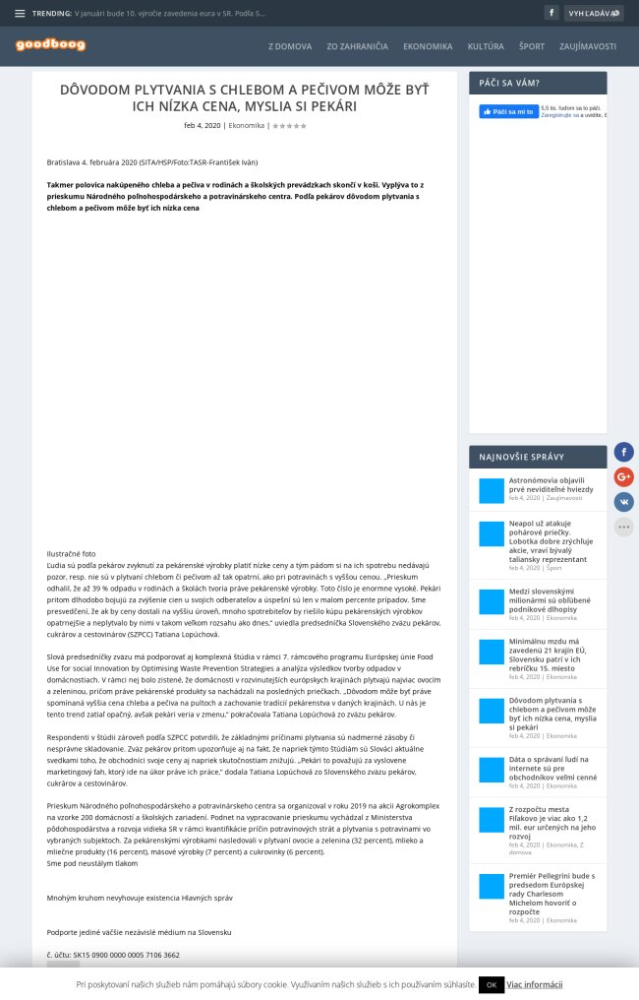 TRENDING: V januári bude 10. výročie zavedenia eura v SR. Podľa S...
VYHĽADÁVAŤ
goodboog
Z DOMOVA
ZO ZAHRANIČIA
EKONOMIKA
KULTÚRA
ŠPORT
ZAUJÍMAVOSTI
DÔVODOM PLYTVANIA S CHLEBOM A PEČIVOM MÔŽE BYŤ
ICH NÍZKA CENA, MYSLIA SI PEKÁRI
feb 4, 2020 | Ekonomika |
Bratislava 4. februára 2020 (SITA/HSP/Foto:TASR-František Iván)
Takmer polovica nakúpeného chleba a pečiva v rodinách a školských prevádzkach skončí v koši. Vyplýva to z
prieskumu Národného poľnohospodárskeho a potravinárskeho centra. Podľa pekárov dôvodom plytvania s
chlebom a pečivom môže byť ich nízka cena
Ilustračné foto
Ľudia sú podľa pekárov zvyknutí za pekárenské výrobky platiť nízke ceny a tým pádom si na ich spotrebu nedávajú
pozor, resp. nie sú v plytvaní chlebom či pečivom až tak opatrní, ako pri potravinách s vyššou cenou. „Prieskum
odhalil, že až 39 % odpadu v rodinách a školách tvoria práve pekárenské výrobky. Toto číslo je enormne vysoké. Pekári
pritom dlhodobo bojujú za zvýšenie cien u svojich odberateľov a úspešní sú len v malom percente prípadov. Sme
presvedčení, že ak by ceny dostali na vyššiu úroveň, mnoho spotrebiteľov by riešilo kúpu pekárenských výrobkov
opatrnejšie a neplytvalo by nimi v takom veľkom rozsahu ako dnes,“ uviedla predsedníčka Slovenského zväzu pekárov,
cukrárov a cestovinárov (SZPCC) Tatiana Lopúchová.
Slová predsedníčky zväzu má podporovať aj komplexná štúdia v rámci 7. rámcového programu Európskej únie Food
Use for social Innovation by Optimising Waste Prevention Strategies a analýza výsledkov tvorby odpadov v
domácnostiach. V rámci nej bolo zistené, že domácnosti v rozvinutejších európskych krajinách plytvajú najviac ovocím
a zeleninou, pričom práve pekárenské produkty sa nachádzali na posledných priečkach. „Dôvodom môže byť práve
spomínaná vyššia cena chleba a pečiva na pultoch a zachovanie tradícií pekárenstva v daných krajinách. U nás je
tento trend zatiaľ opačný, avšak pekári veria v zmenu,“ pokračovala Tatiana Lopúchová zo zväzu pekárov.
Respondenti v štúdii zároveň podľa SZPCC potvrdili, že základnými príčinami plytvania sú nadmerné zásoby či
nesprávne skladovanie. Zväz pekárov pritom upozorňuje aj na fakt, že napriek týmto štúdiám sú Slováci aktuálne
svedkami toho, že obchodníci svoje ceny aj napriek skutočnostiam znižujú. „Pekári to považujú za vyslovene
marketingový ťah, ktorý ide na úkor práve ich práce,“ dodala Tatiana Lopúchová zo Slovenského zväzu pekárov,
cukrárov a cestovinárov.
Prieskum Národného poľnohospodárskeho a potravinárskeho centra sa organizoval v roku 2019 na akcii Agrokomplex
na vzorke 200 domácností a školských zariadení. Podnet na vypracovanie prieskumu vychádzal z Ministerstva
pôdohospodárstva a rozvoja vidieka SR v rámci kvantifikácie príčin potravinových strát a plytvania s potravinami vo
vybraných subjektoch. Za pekárenskými výrobkami nasledovali v plytvaní ovocie a zelenina (32 percent), mlieko a
mliečne produkty (16 percent), mäsové výrobky (7 percent) a cukrovinky (6 percent).
Sme pod neustálym tlakom
Mnohým kruhom nevyhovuje existencia Hlavných správ
Podporte jediné väčšie nezávislé médium na Slovensku
č. účtu: SK15 0900 0000 0005 7106 3662
PÁČI SA VÁM?
Páči sa mi to
5,5 tis. ľuďom sa to páči.
Zaregistrujte sa a uvidíte, č
NAJNOVŠIE SPRÁVY
Astronómovia objavili
prvé neviditeľné hviezdy
feb 4, 2020 | Zaujímavosti
Neapol už atakuje
pohárové priečky.
Lobotka dobre zrýchľuje
akcie, vraví bývalý
taliansky reprezentant
feb 4, 2020 | Šport
Medzi slovenskými
milionármi sú obľúbené
podnikové dlhopisy
feb 4, 2020 | Ekonomika
Minimálnu mzdu má
zavedenú 21 krajín EÚ,
Slovensku patrí v ich
rebríčku 15. miesto
feb 4, 2020 | Ekonomika
Dôvodom plytvania s
chlebom a pečivom môže
byť ich nízka cena, myslia
si pekári
feb 4, 2020 | Ekonomika
Dáta o správaní ľudí na
internete sú pre
obchodníkov veľmi cenné
feb 4, 2020 | Ekonomika
Z rozpočtu mesta
Fiľakovo je viac ako 1,2
mil. eur určených na jeho
rozvoj
feb 4, 2020 | Ekonomika, Z
domova
Premiér Pellegrini bude s
predsedom Európskej
rady Charlesom
Michelom hovoriť o
rozpočte
feb 4, 2020 | Ekonomika
Pri poskytovaní našich služieb nám pomáhajú súbory cookie. Využívaním našich služieb s ich používaním súhlasíte. OK Viac informácii